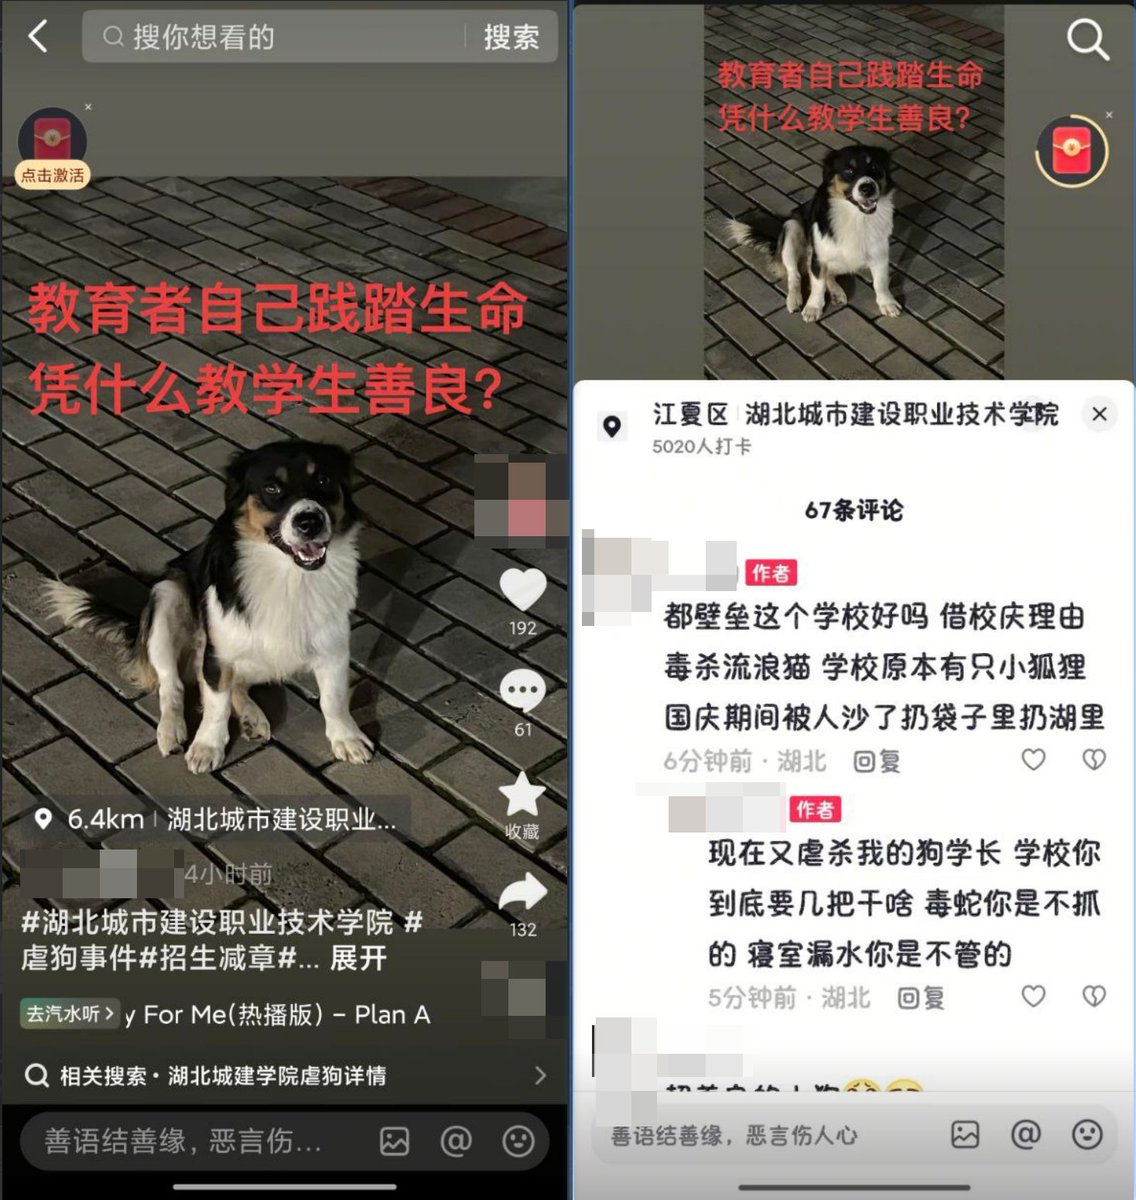 搜你想看的
搜索
点击激活
教育者自己践踏生命
凭什么教学生善良?
192
61
收藏
132
6.4km 湖北城市建设职业...
4小时前
#湖北城市建设职业技术学院 #
虐狗事件#招生减章#... 展开
去汽水听 y For Me(热播版) - Plan A
相关搜索·湖北城建学院虐狗详情
善语结善缘，恶言伤...
教育者自己践踏生命
凭什么教学生善良?
江夏区 湖北城市建设职业技术学院
5020人打卡
67条评论
作者
都壁垒这个学校好吗 借校庆理由
毒杀流浪猫 学校原本有只小狐狸
国庆期间被人沙了扔袋子里扔湖里
6分钟前·湖北 回复
作者
现在又虐杀我的狗学长 学校你
到底要几把干啥 毒蛇你是不抓
的 寝室漏水你是不管的
5分钟前·湖北 回复
善语结善缘，恶言伤人心